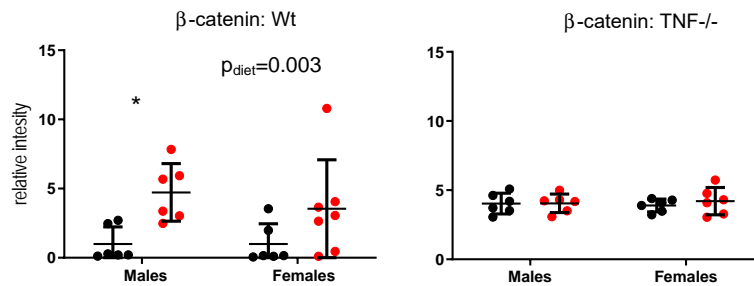 β-catenin: Wt
15
10
5
0
relative intesity
*
p_diet=0.003
Males
Females
β-catenin: TNF-/-
15
10
5
0
Males
Females